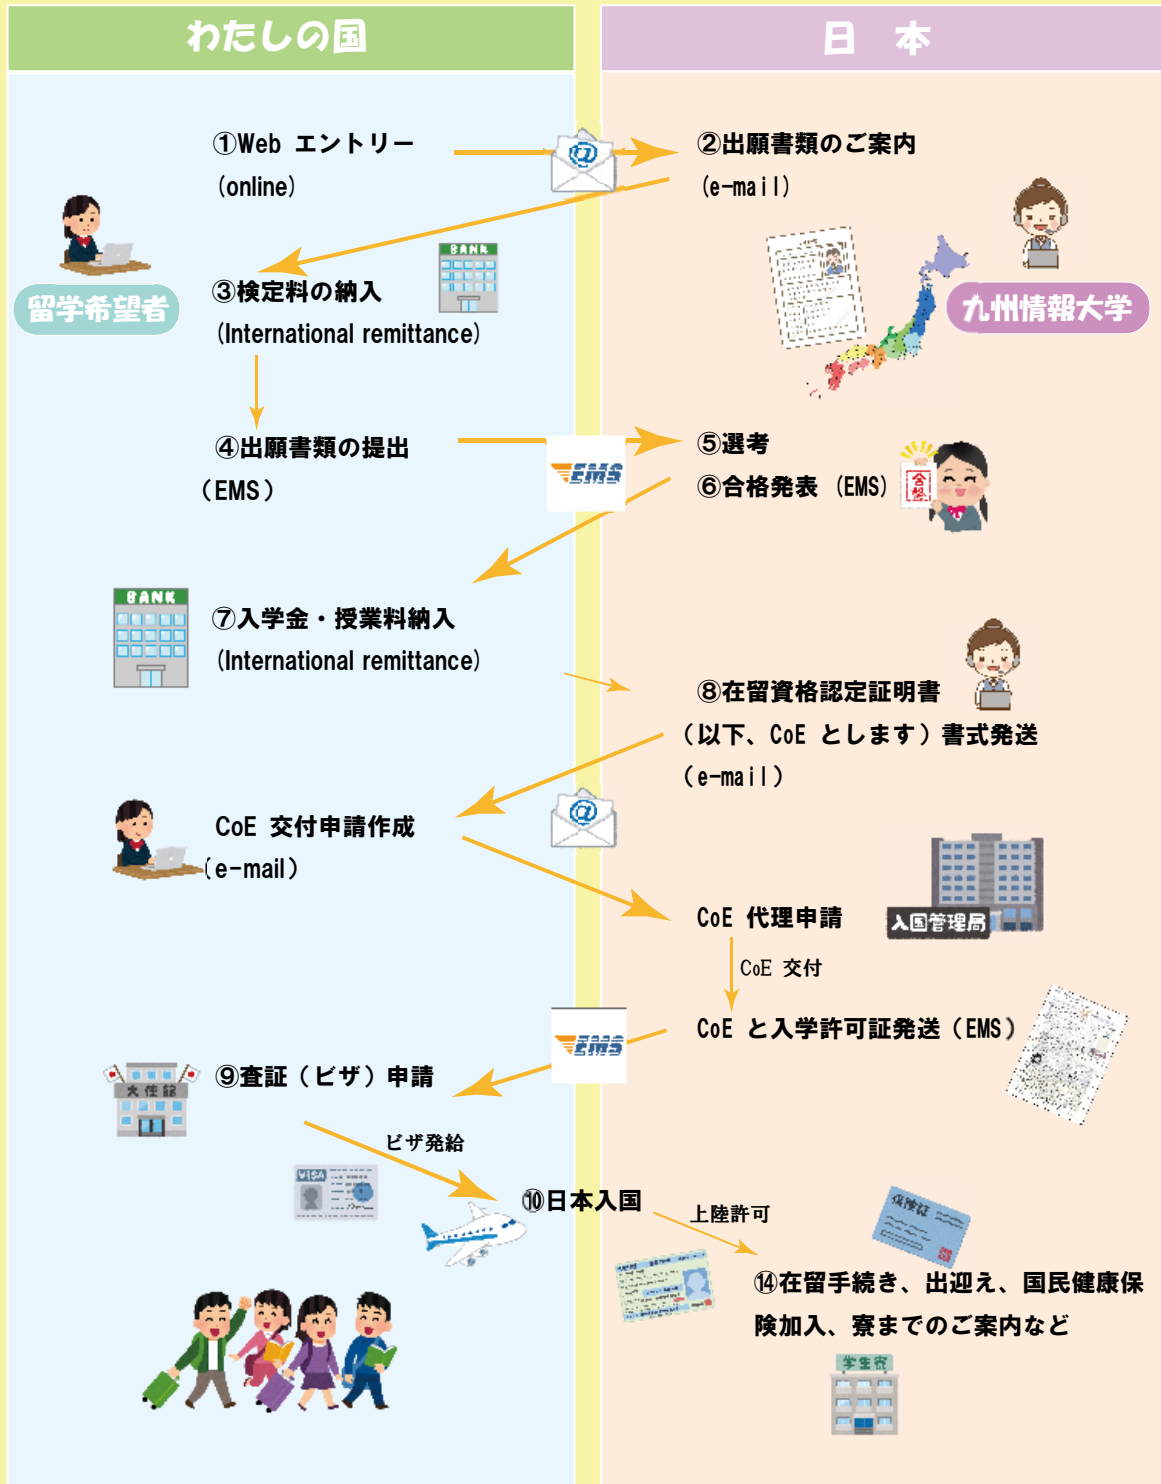 わたしの国
日 本
①Web エントリー
(online)
②出願書類のご案内
(e-mail)
留学希望者
BANK
③検定料の納入
(International remittance)
九州情報大学
④出願書類の提出
(EMS)
EMS
⑤選考
⑥合格発表 (EMS)
合格
BANK
⑦入学金・授業料納入
(International remittance)
⑧在留資格認定証明書
(以下、CoE とします)書式発送
(e-mail)
CoE 交付申請作成
(e-mail)
CoE 代理申請
入国管理局
CoE 交付
CoE と入学許可証発送(EMS)
EMS
大使館
⑨査証(ビザ)申請
ビザ発給
VISA
⑩日本入国
上陸許可
保険証
⑭在留手続き、出迎え、国民健康保
険加入、寮までのご案内など
学生寮